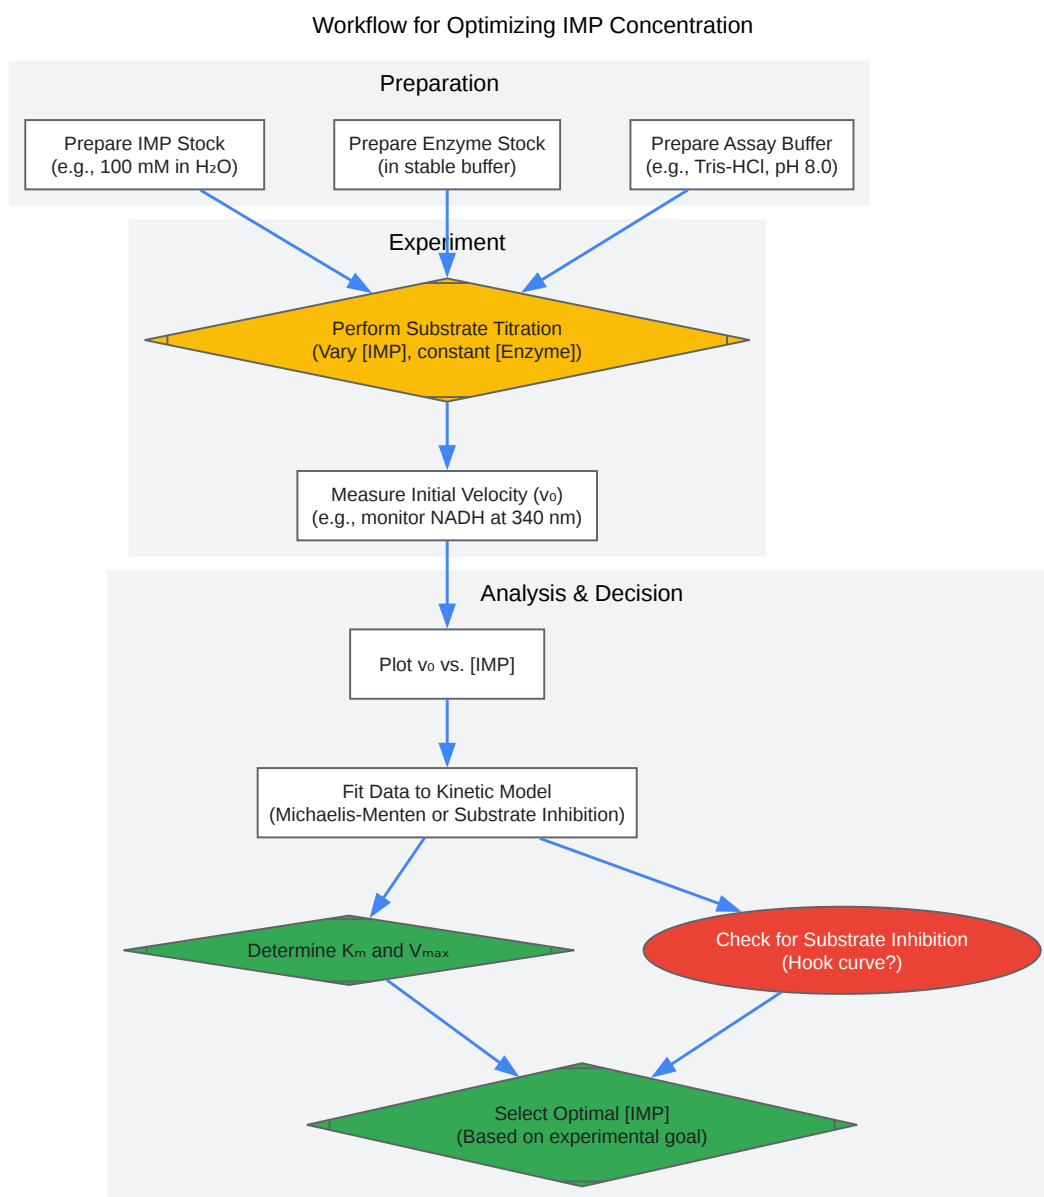 Workflow for Optimizing IMP Concentration
Preparation
Prepare IMP Stock
(e.g., 100 mM in H₂O)
Prepare Enzyme Stock
(in stable buffer)
Prepare Assay Buffer
(e.g., Tris-HCl, pH 8.0)
Experiment
Perform Substrate Titration
(Vary [IMP], constant [Enzyme])
Measure Initial Velocity (v₀)
(e.g., monitor NADH at 340 nm)
Analysis & Decision
Plot v₀ vs. [IMP]
Fit Data to Kinetic Model
(Michaelis-Menten or Substrate Inhibition)
Determine Kₘ and Vₘₐₓ
Check for Substrate Inhibition
(Hook curve?)
Select Optimal [IMP]
(Based on experimental goal)